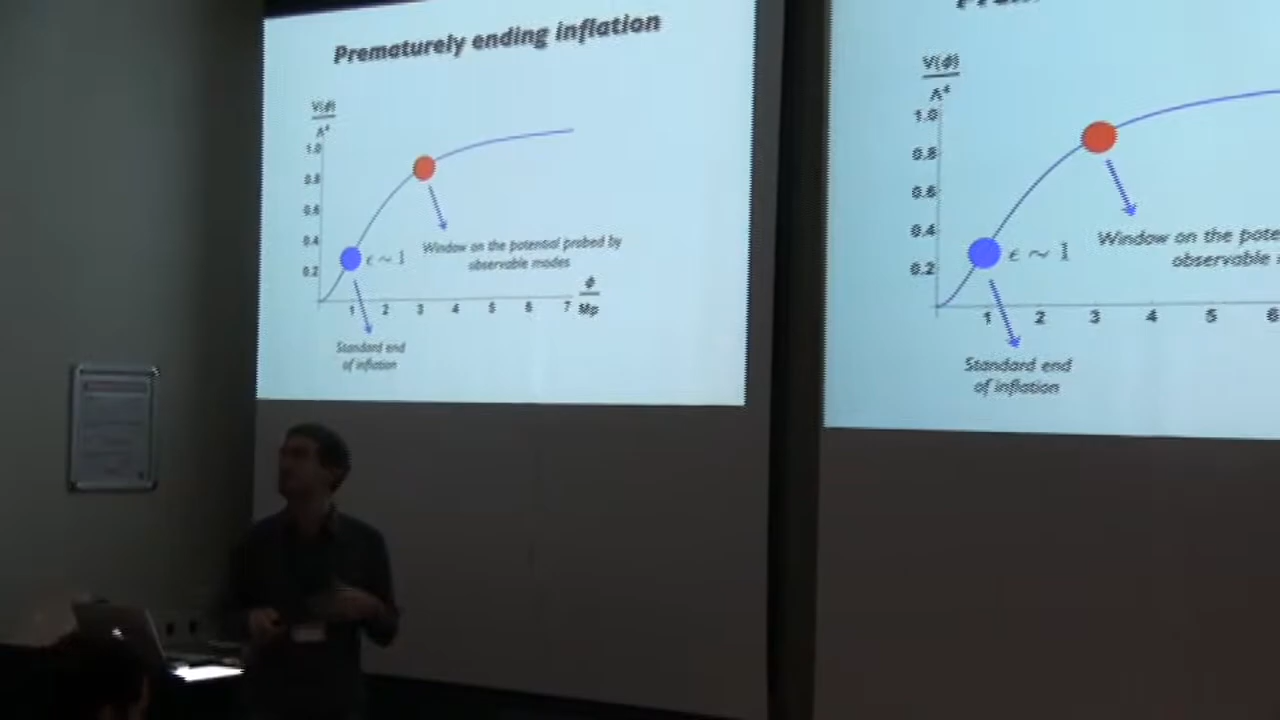 Prematurely ending inflation
V(ϕ)
Λ⁴
1.0
0.8
0.6
0.4
0.2
ϵ ∼ 1
Window on the potential probed by
observable modes
1 2 3 4 5 6 7
ϕ
Mp
Standard end
of inflation
V(ϕ)
Λ⁴
1.0
0.8
0.6
0.4
0.2
ϵ ∼ 1
Window on the pote
observable
1 2 3 4 5 6
Standard end
of inflation